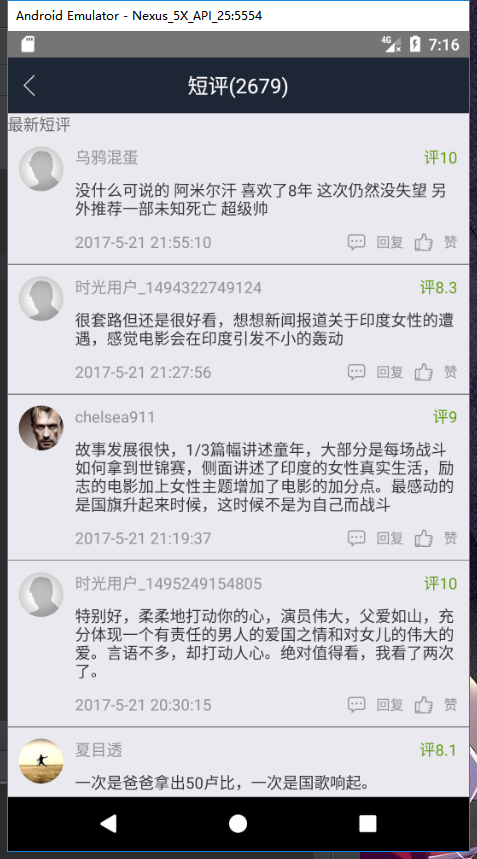 Android Emulator - Nexus_5X_API_25:5554
4G 7:16
短评(2679)
最新短评
乌鸦混蛋 评10
没什么可说的 阿米尔汗 喜欢了8年 这次仍然没失望 另
外推荐一部未知死亡 超级帅
2017-5-21 21:55:10 回复 赞
时光用户_1494322749124 评8.3
很套路但还是很好看，想想新闻报道关于印度女性的遭
遇，感觉电影会在印度引发不小的轰动
2017-5-21 21:27:56 回复 赞
chelsea911 评9
故事发展很快，1/3篇幅讲述童年，大部分是每场战斗
如何拿到世锦赛，侧面讲述了印度的女性真实生活，励
志的电影加上女性主题增加了电影的加分点。最感动的
是国旗升起来时候，这时候不是为自己而战斗
2017-5-21 21:19:37 回复 赞
时光用户_1495249154805 评10
特别好，柔柔地打动你的心，演员伟大，父爱如山，充
分体现一个有责任的男人的爱国之情和对女儿的伟大的
爱。言语不多，却打动人心。绝对值得看，我看了两次
了。
2017-5-21 20:30:15 回复 赞
夏目透 评8.1
一次是爸爸拿出50卢比，一次是国歌响起。